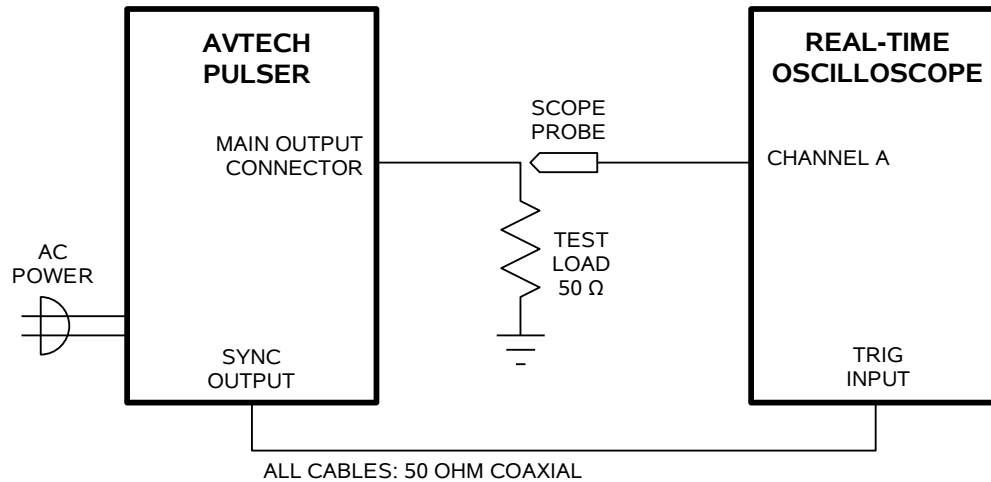 AVTECH
PULSER
MAIN OUTPUT
CONNECTOR
AC
POWER
SYNC
OUTPUT
SCOPE
PROBE
TEST
LOAD
50 Ω
REAL-TIME
OSCILLOSCOPE
CHANNEL A
TRIG
INPUT
ALL CABLES: 50 OHM COAXIAL